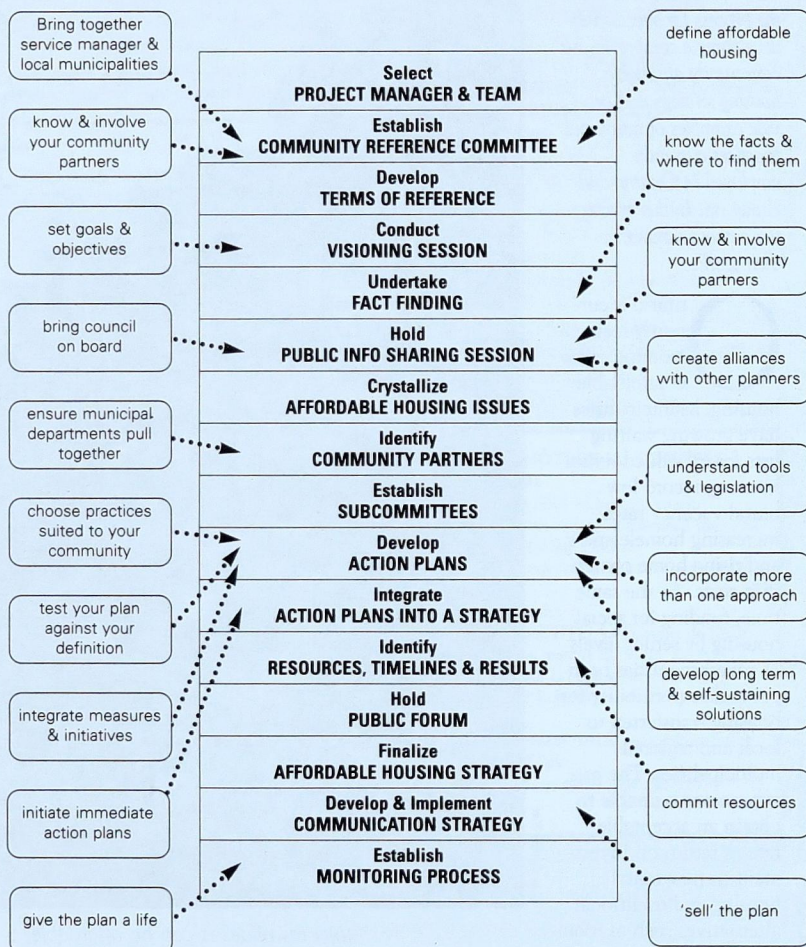 Bring together
service manager &
local municipalities
know & involve
your community
partners
set goals &
objectives
bring council
on board
ensure municipal
departments pull
together
choose practices
suited to your
community
test your plan
against your
definition
integrate measures
& initiatives
initiate immediate
action plans
give the plan a life
Select
PROJECT MANAGER & TEAM
Establish
COMMUNITY REFERENCE COMMITTEE
Develop
TERMS OF REFERENCE
Conduct
VISIONING SESSION
Undertake
FACT FINDING
Hold
PUBLIC INFO SHARING SESSION
Crystallize
AFFORDABLE HOUSING ISSUES
Identify
COMMUNITY PARTNERS
Establish
SUBCOMMITTEES
Develop
ACTION PLANS
Integrate
ACTION PLANS INTO A STRATEGY
Identify
RESOURCES, TIMELINES & RESULTS
Hold
PUBLIC FORUM
Finalize
AFFORDABLE HOUSING STRATEGY
Develop & Implement
COMMUNICATION STRATEGY
Establish
MONITORING PROCESS
define affordable
housing
know the facts &
where to find them
know & involve
your community
partners
create alliances
with other planners
understand tools
& legislation
incorporate more
than one approach
develop long term
& self-sustaining
solutions
commit resources
'sell' the plan